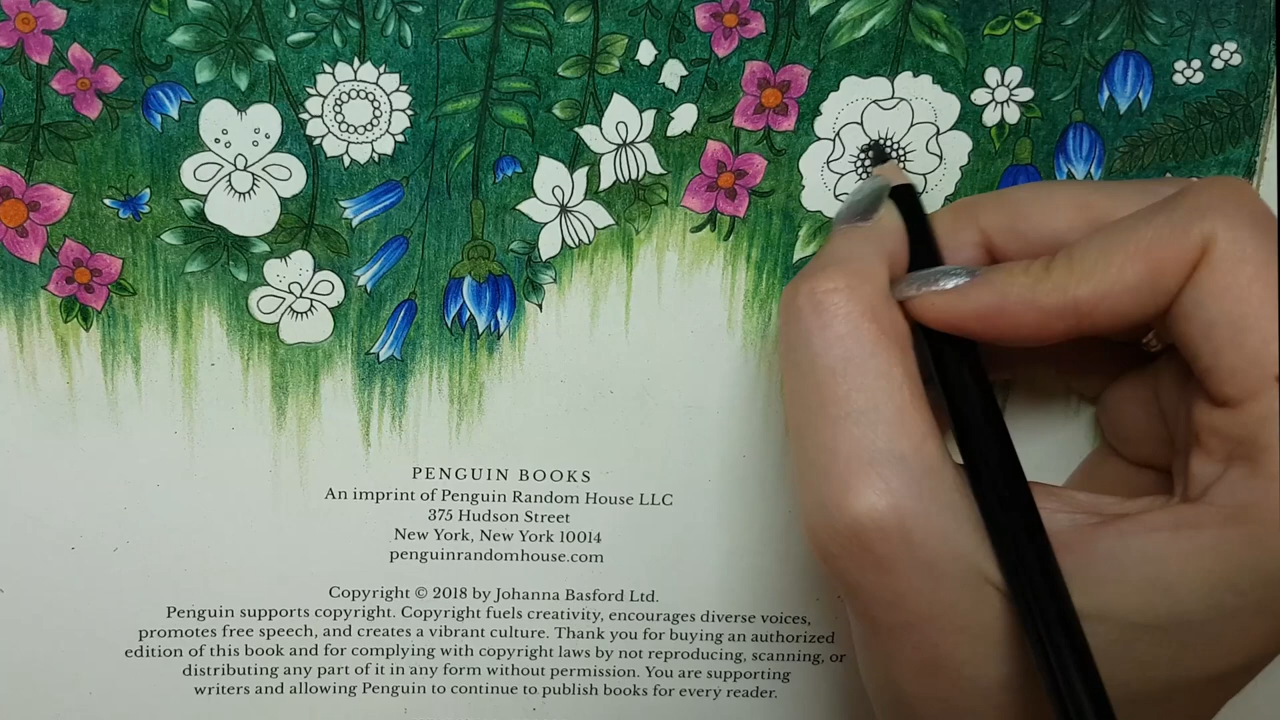 PENGUIN BOOKS
An imprint of Penguin Random House LLC
375 Hudson Street
New York, New York 10014
penguinrandomhouse.com
Copyright © 2018 by Johanna Basford Ltd.
Penguin supports copyright. Copyright fuels creativity, encourages diverse voices,
promotes free speech, and creates a vibrant culture. Thank you for buying an authorized
edition of this book and for complying with copyright laws by not reproducing, scanning, or
distributing any part of it in any form without permission. You are supporting
writers and allowing Penguin to continue to publish books for every reader.